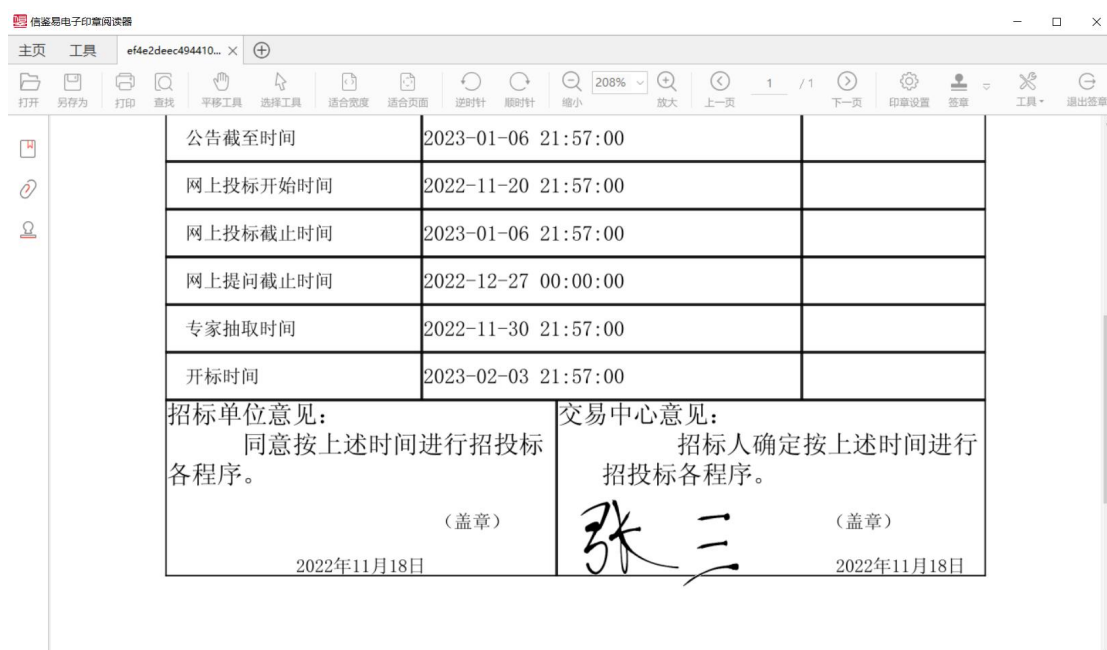 信鉴易电子印章阅读器
主页 工具 ef4e2deec494410...
打开 另存为 打印 查找 平移工具 选择工具 适合宽度 适合页面 逆时针 顺时针 缩小 208% 放大 上一页 1 / 1 下一页 印章设置 签章 工具 退出签章
公告截至时间 2023-01-06 21:57:00
网上投标开始时间 2022-11-20 21:57:00
网上投标截止时间 2023-01-06 21:57:00
网上提问截止时间 2022-12-27 00:00:00
专家抽取时间 2022-11-30 21:57:00
开标时间 2023-02-03 21:57:00
招标单位意见：
同意按上述时间进行招投标
各程序。
（盖章）
2022年11月18日
交易中心意见：
招标人确定按上述时间进行
招投标各程序。
张三
（盖章）
2022年11月18日